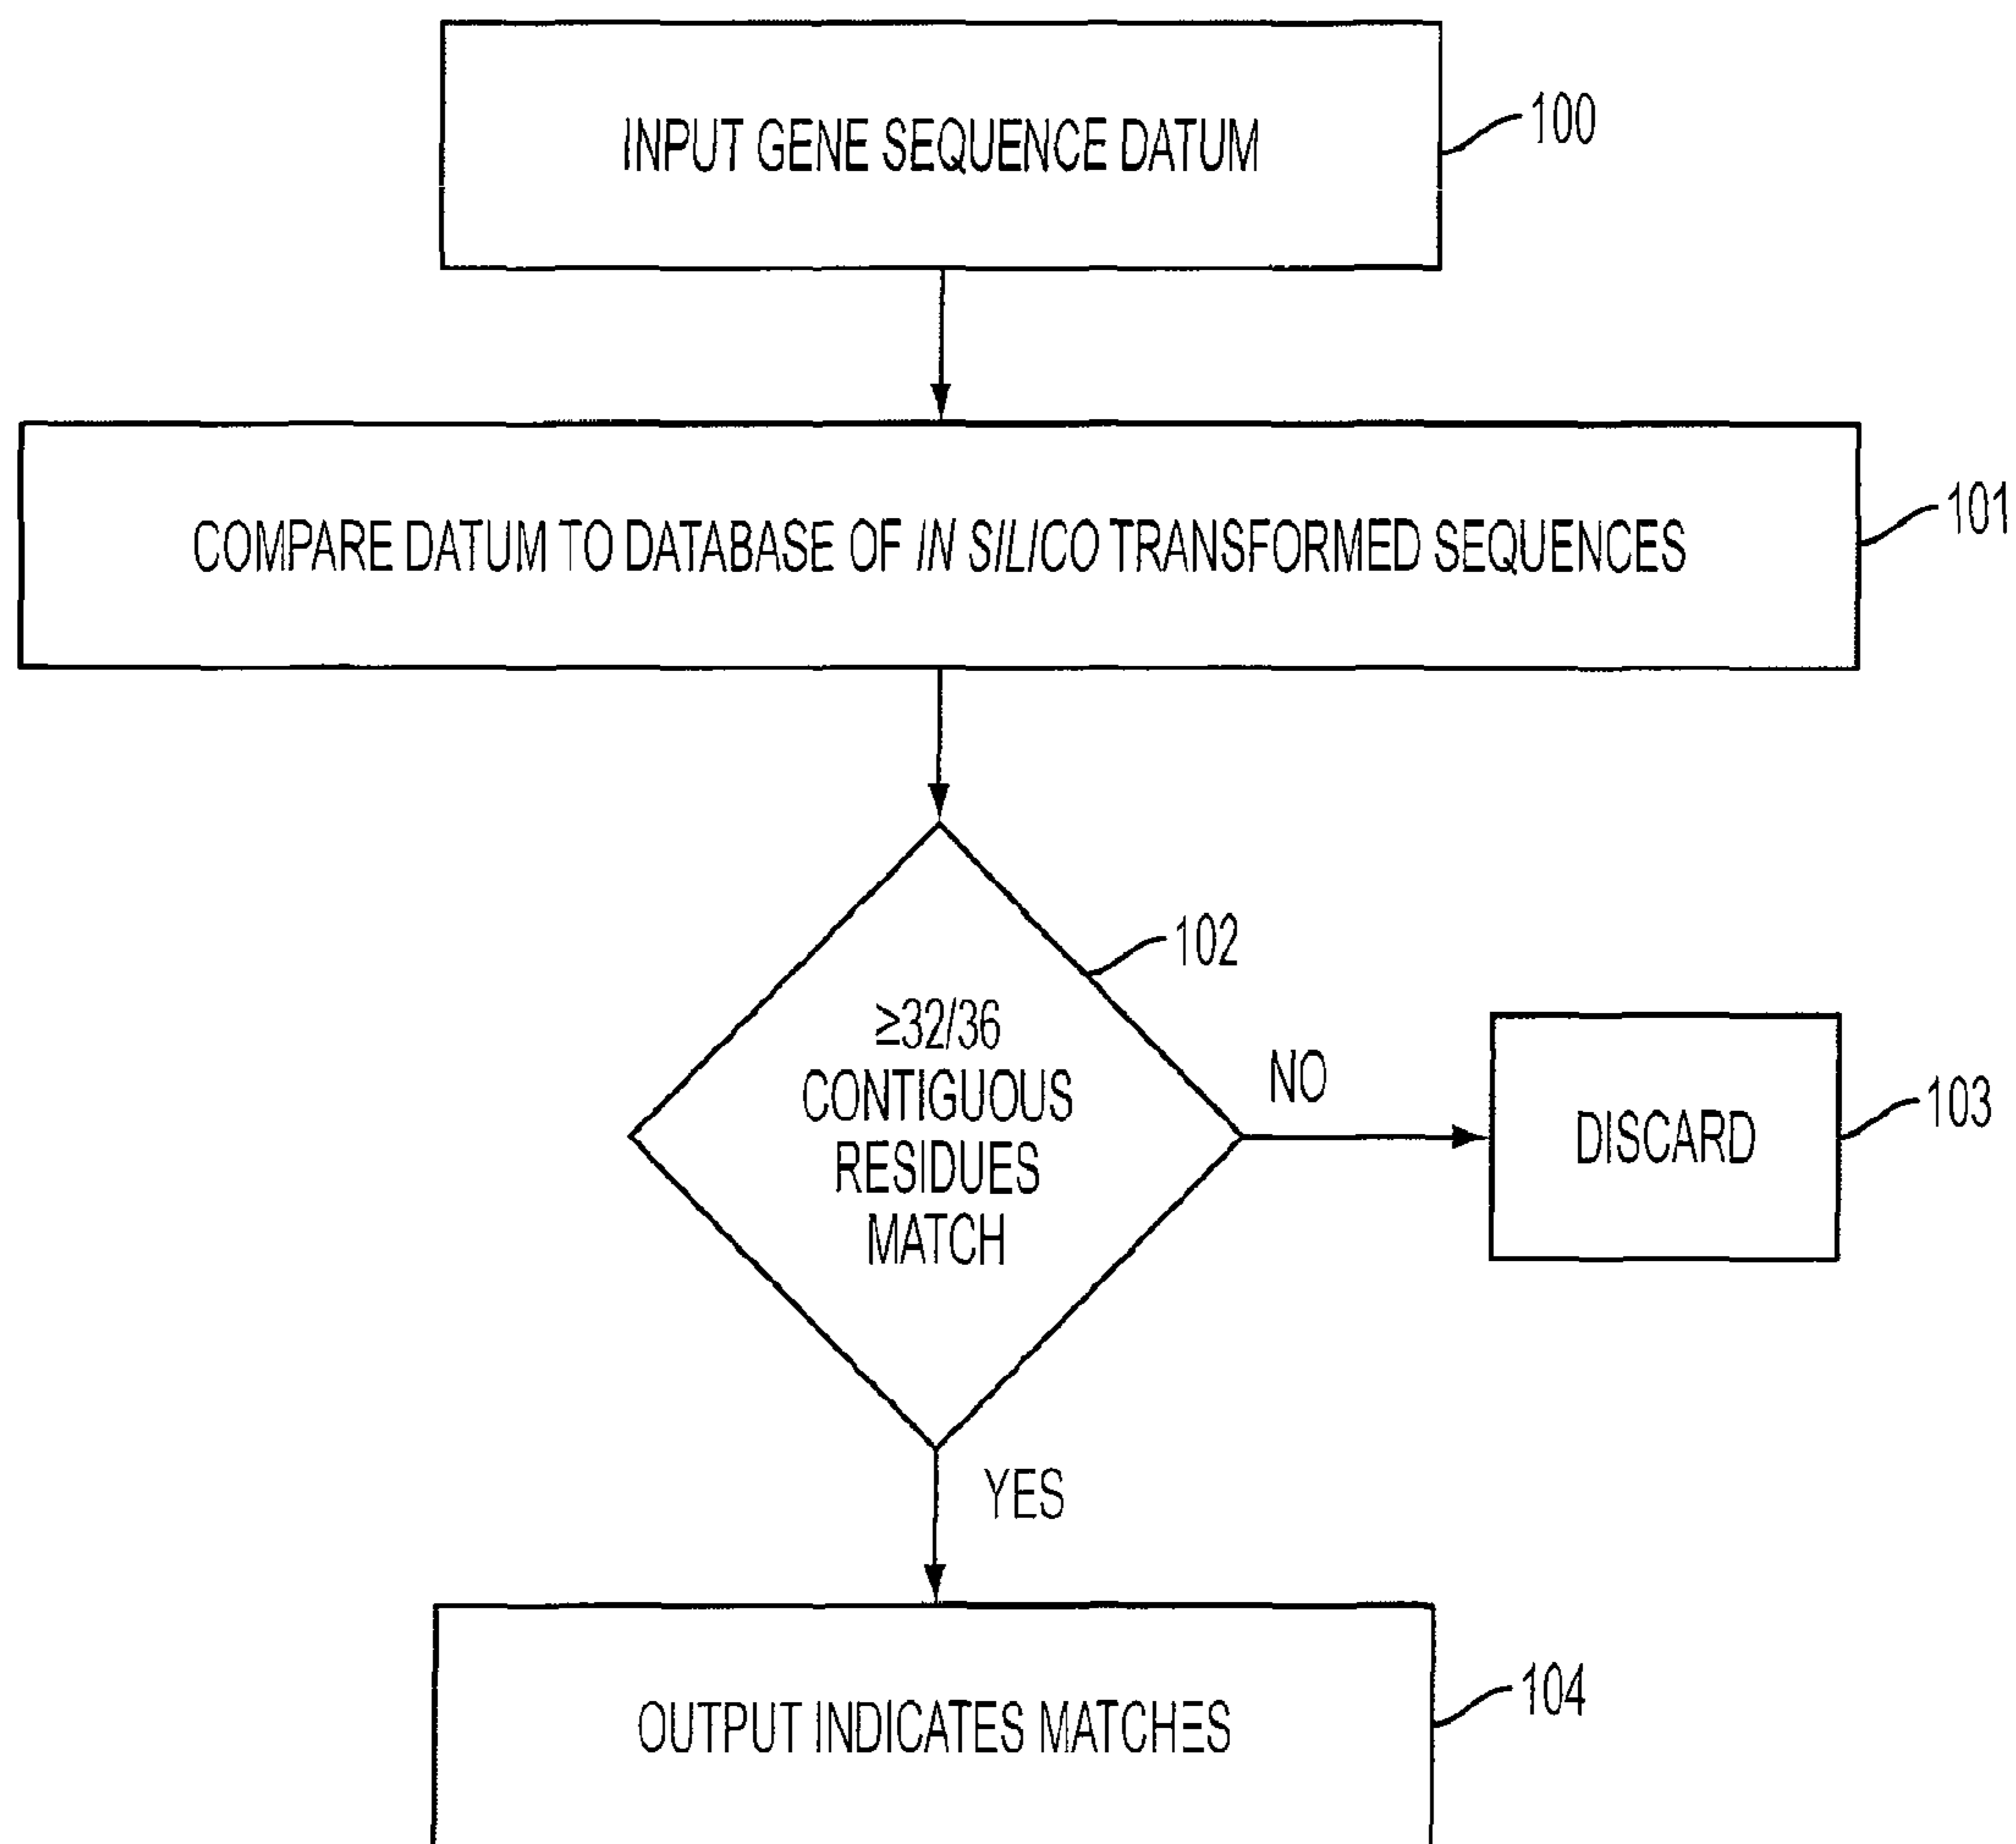 INPUT GENE SEQUENCE DATUM
100
COMPARE DATUM TO DATABASE OF IN SILICO TRANSFORMED SEQUENCES
101
102
≥32/36
CONTIGUOUS
RESIDUES
MATCH
NO
DISCARD
103
YES
OUTPUT INDICATES MATCHES
104